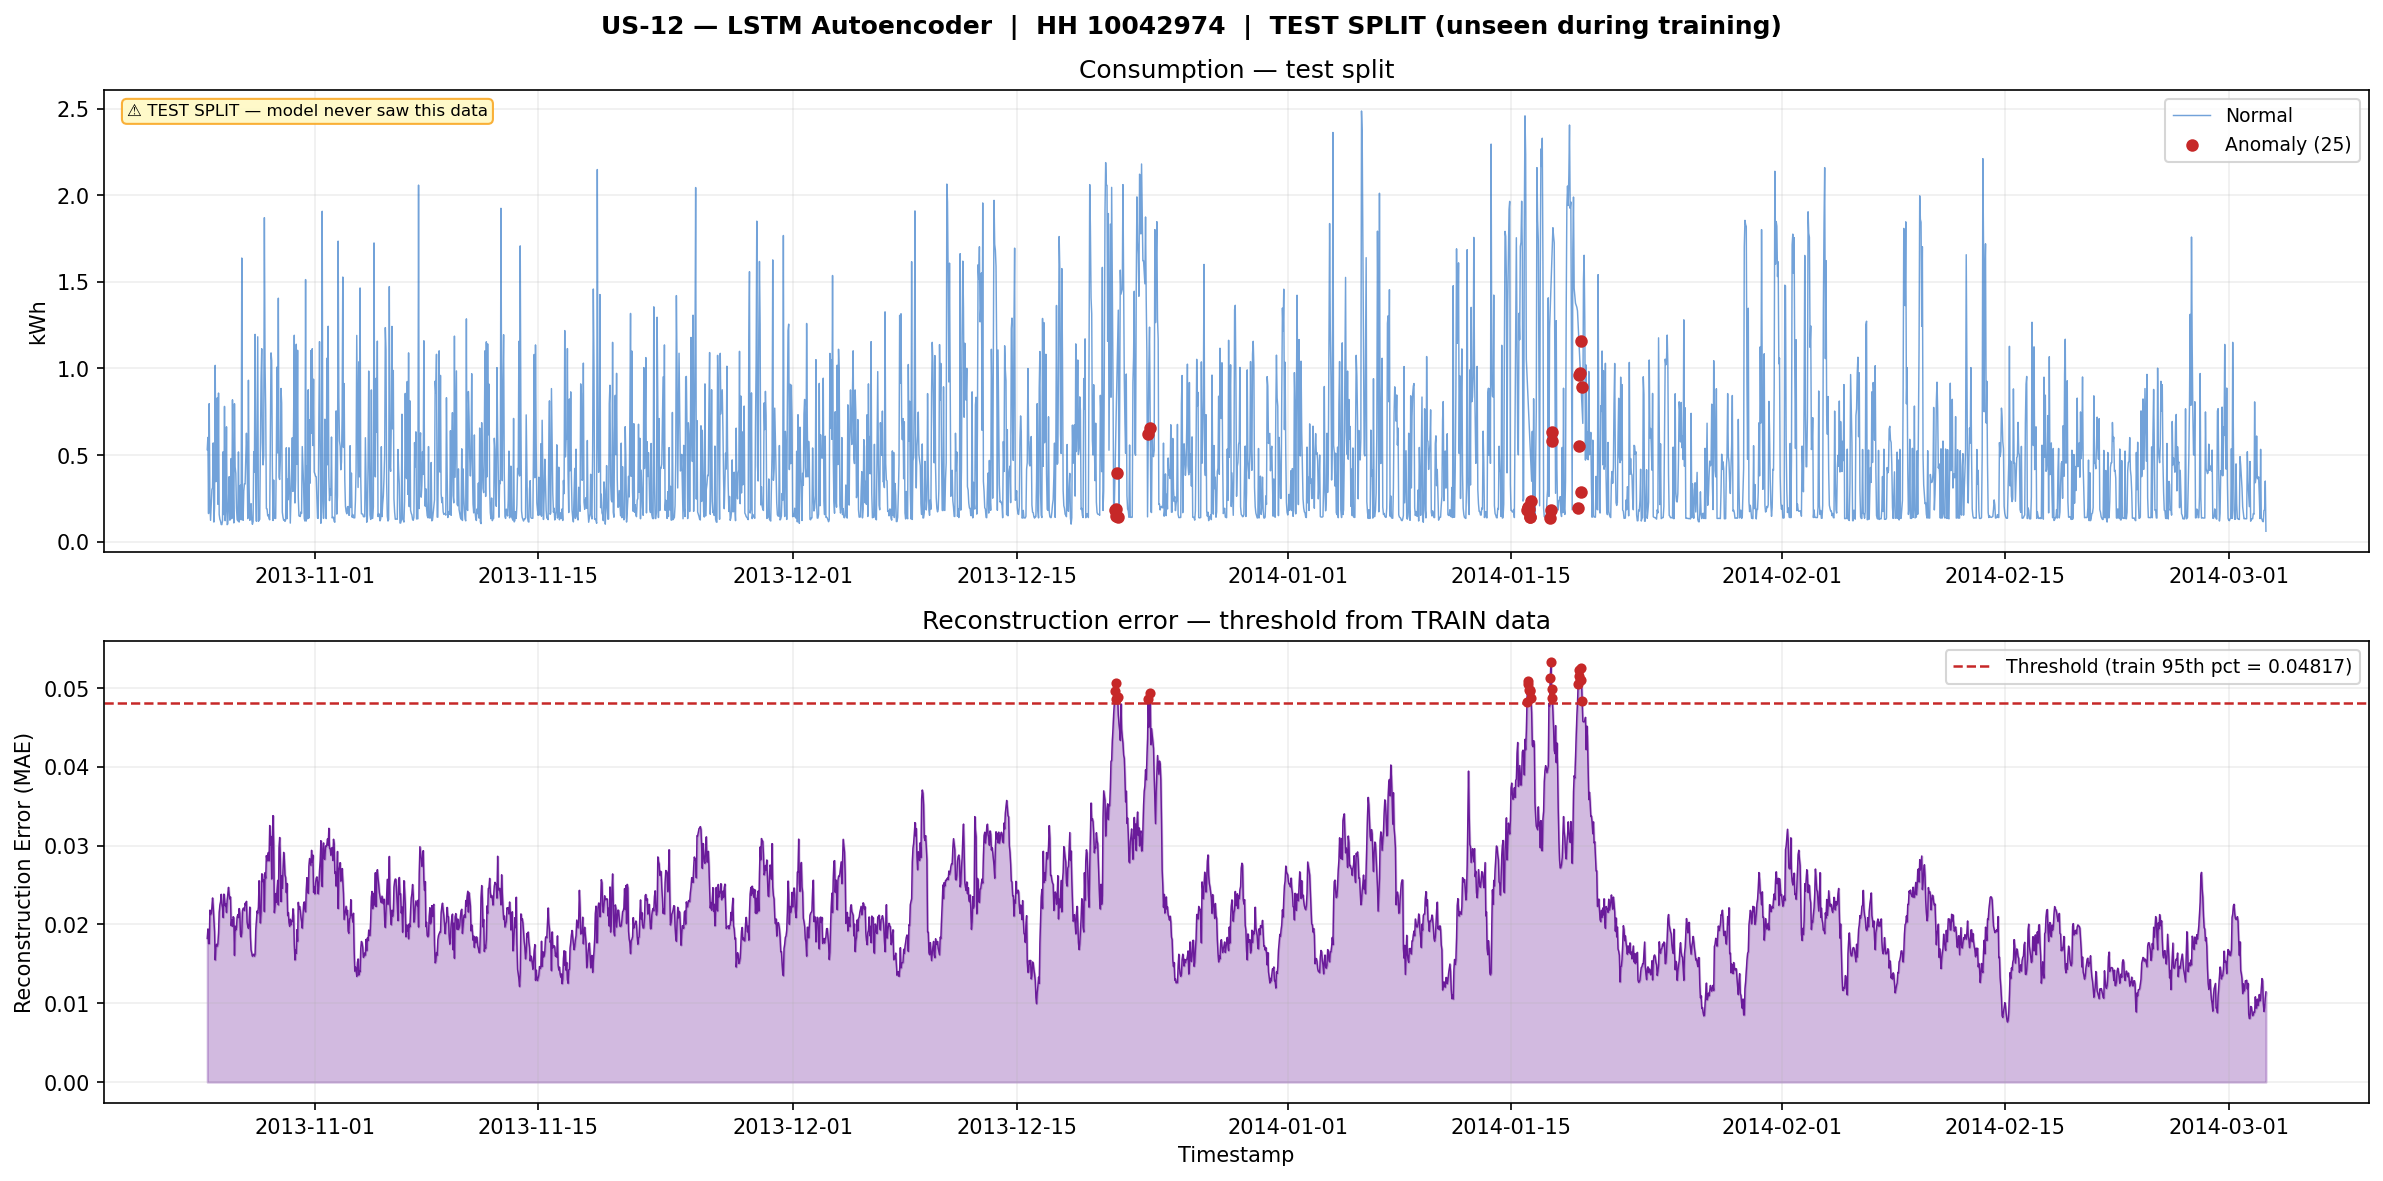 US-12 — LSTM Autoencoder | HH 10042974 | TEST SPLIT (unseen during training)
Consumption — test split
⚠ TEST SPLIT — model never saw this data
Normal
Anomaly (25)
kWh
2.5
2.0
1.5
1.0
0.5
0.0
2013-11-01 2013-11-15 2013-12-01 2013-12-15 2014-01-01 2014-01-15 2014-02-01 2014-02-15 2014-03-01
Reconstruction error — threshold from TRAIN data
Threshold (train 95th pct = 0.04817)
Reconstruction Error (MAE)
0.05
0.04
0.03
0.02
0.01
0.00
2013-11-01 2013-11-15 2013-12-01 2013-12-15 2014-01-01 2014-01-15 2014-02-01 2014-02-15 2014-03-01
Timestamp